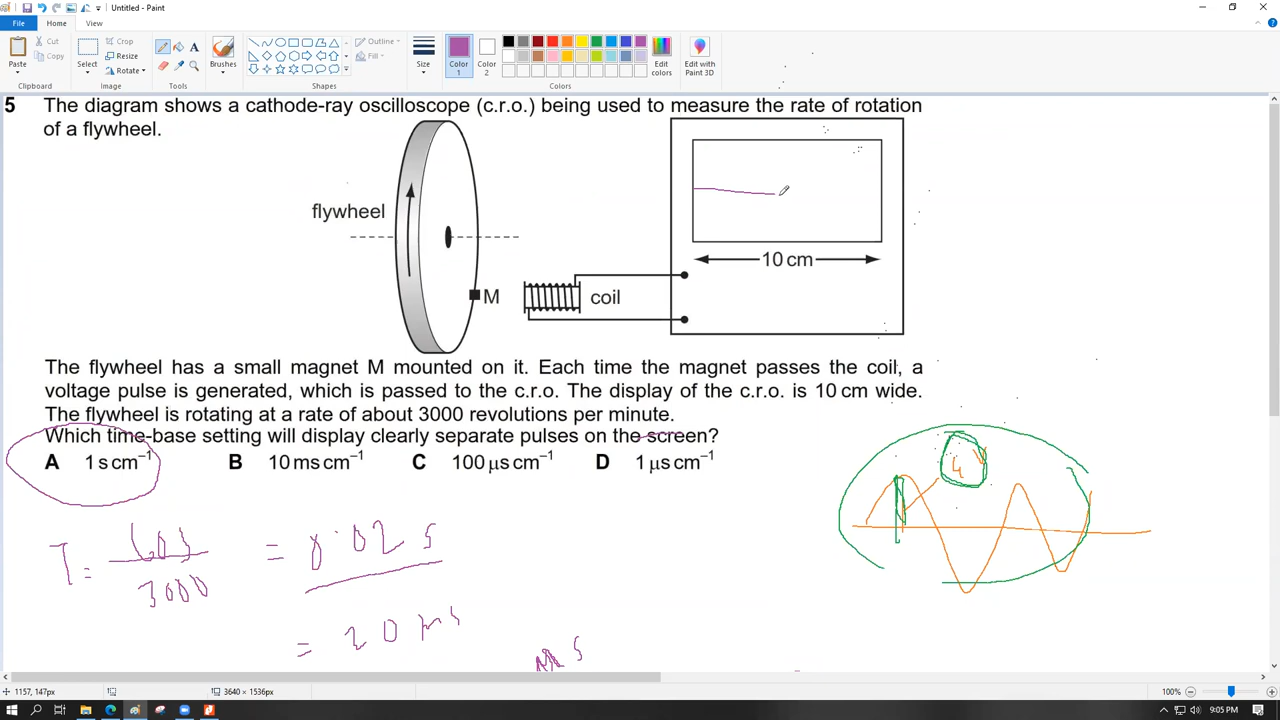 Untitled - Paint
File
Home
View
Paste
Cut
Copy
Clipboard
Select
Crop
Resize
Rotate
Image
Tools
Brushes
Outline
Fill
Shapes
Size
Color 1
Color 2
Edit colors
Colors
Edit with Paint 3D
5 The diagram shows a cathode-ray oscilloscope (c.r.o.) being used to measure the rate of rotation
of a flywheel.
flywheel
M
coil
10 cm
The flywheel has a small magnet M mounted on it. Each time the magnet passes the coil, a
voltage pulse is generated, which is passed to the c.r.o. The display of the c.r.o. is 10 cm wide.
The flywheel is rotating at a rate of about 3000 revolutions per minute.
Which time-base setting will display clearly separate pulses on the screen?
A 1 s cm⁻¹ B 10 ms cm⁻¹ C 100 μs cm⁻¹ D 1 μs cm⁻¹
4
T = 60s / 3000 = 0.02 s
= 20 ms
ms
1157, 147px
3640 × 1536px
100%
9:05 PM